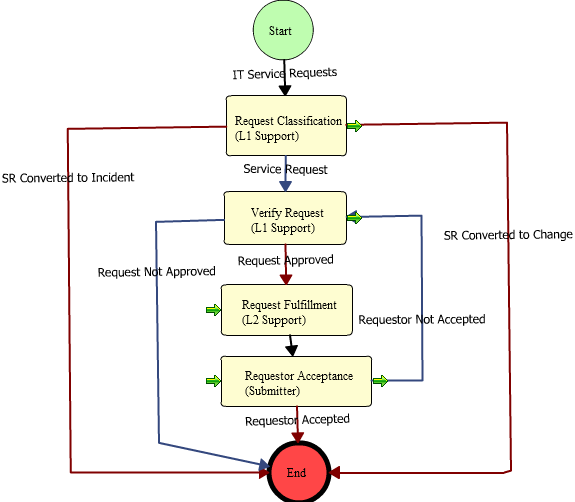 Start
IT Service Requests
Request Classification
(L1 Support)
SR Converted to Incident
Service Request
Verify Request
(L1 Support)
SR Converted to Change
Request Not Approved
Request Approved
Request Fulfillment
(L2 Support)
Requestor Not Accepted
Requestor Acceptance
(Submitter)
Requestor Accepted
End